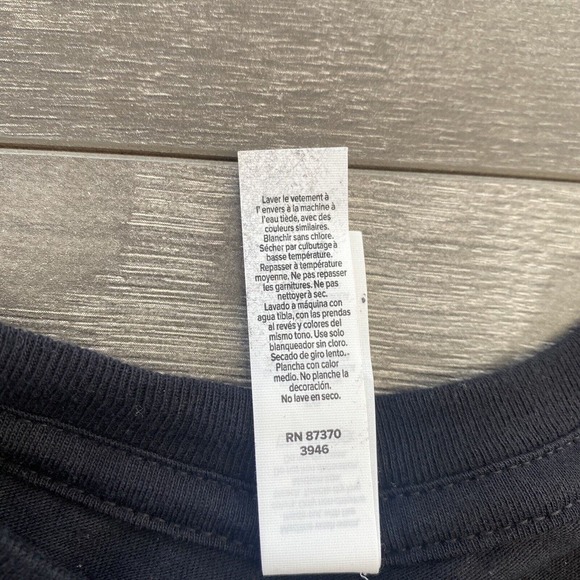 Laver le vetement à
l' envers à la machine à
l'eau tiède, avec des
couleurs similaires.
Blanchir sans chlore.
Sécher par culbutage à
basse température.
Repasser à température
moyenne. Ne pas repasser
les garnitures. Ne pas
nettoyer à sec.
Lavado a máquina con
agua tibia, con las prendas
al revés y colores del
mismo tono. Use solo
blanqueador sin cloro.
Secado de giro lento..
Plancha con calor
medio. No planche la
decoración.
No lave en seco.
RN 87370
3946